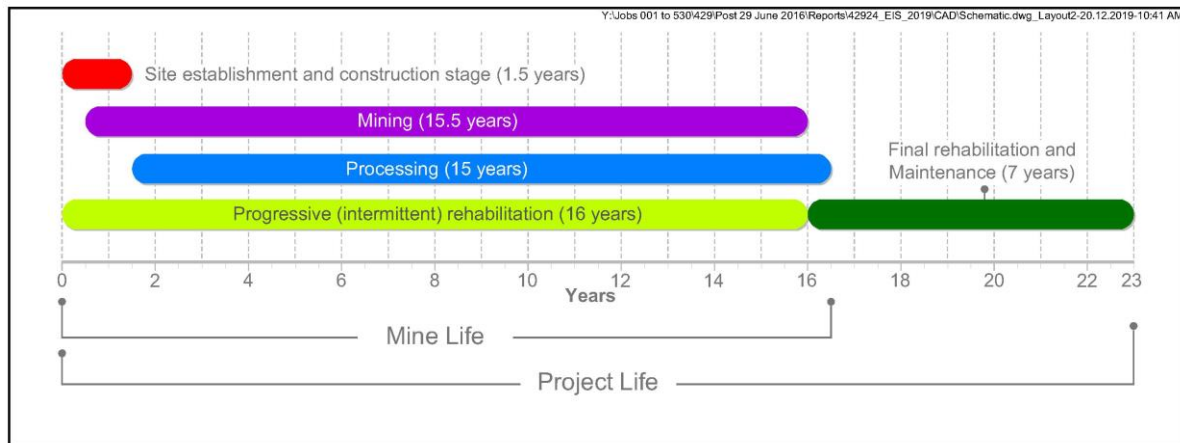 Y:\Jobs 001 to 530\429\Post 29 June 2016\Reports\42924_EIS_2019\CAD\Schematic.dwg_Layout2-20.12.2019-10:41 AM
Site establishment and construction stage (1.5 years)
Mining (15.5 years)
Processing (15 years)
Final rehabilitation and
Maintenance (7 years)
Progressive (intermittent) rehabilitation (16 years)
0 2 4 6 8 10 12 14 16 18 20 22 23
Years
Mine Life
Project Life